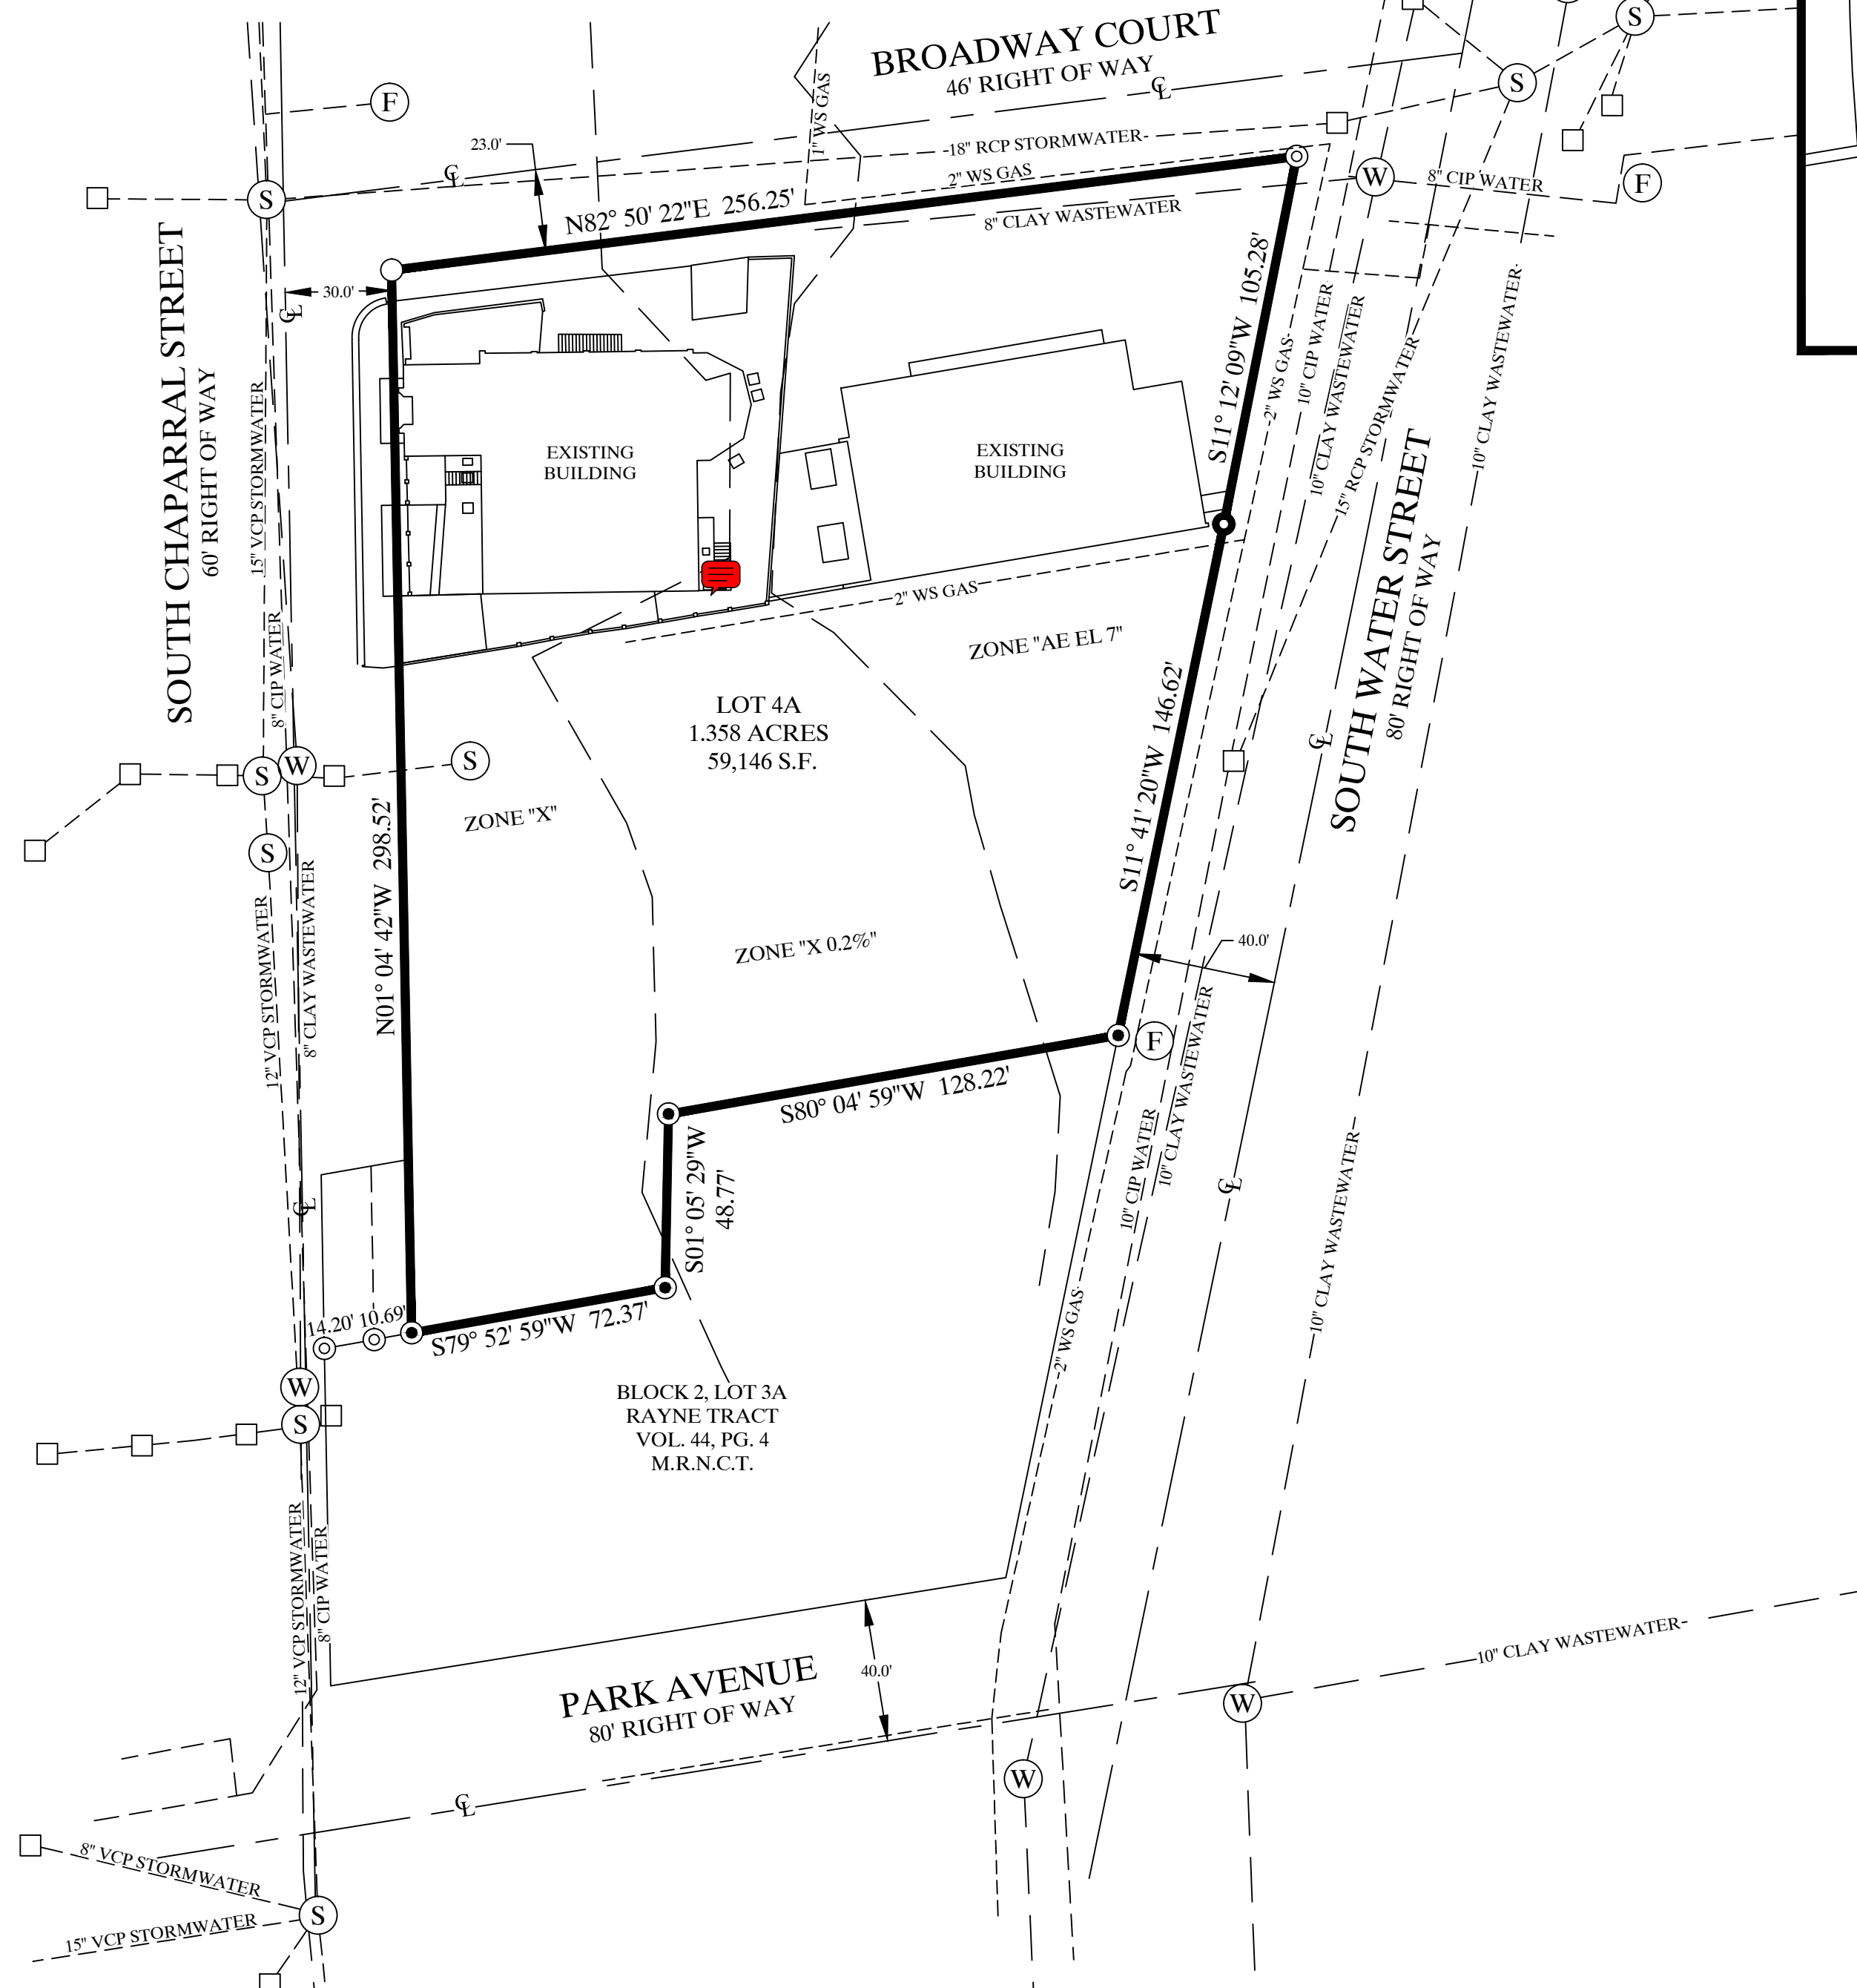 BROADWAY COURT
46' RIGHT OF WAY
CL
S
S
F
1" WS GAS
23.0'
18" RCP STORMWATER
2" WS GAS
CL
S
N82° 50' 22"E 256.25'
8" CLAY WASTEWATER
W
8" CIP WATER
F
30.0'
CL
SOUTH CHAPARRAL STREET
60' RIGHT OF WAY
15" VCP STORMWATER
8" CIP WATER
EXISTING
BUILDING
EXISTING
BUILDING
S11° 12' 09"W 105.28'
2" WS GAS
10" CIP WATER
10" CLAY WASTEWATER
15" RCP STORMWATER
10" CLAY WASTEWATER
SOUTH WATER STREET
80' RIGHT OF WAY
2" WS GAS
ZONE "AE EL 7"
LOT 4A
1.358 ACRES
59,146 S.F.
S11° 41' 20"W 146.62'
CL
S
W
S
S
ZONE "X"
N01° 04' 42"W 298.52'
12" VCP STORMWATER
8" CLAY WASTEWATER
ZONE "X 0.2%"
40.0'
F
S80° 04' 59"W 128.22'
10" CIP WATER
10" CLAY WASTEWATER
S01° 05' 29"W
48.77'
CL
CL
10" CLAY WASTEWATER
14.20' 10.69'
S79° 52' 59"W 72.37'
2" WS GAS
W
S
BLOCK 2, LOT 3A
RAYNE TRACT
VOL. 44, PG. 4
M.R.N.C.T.
12" VCP STORMWATER
8" CIP WATER
PARK AVENUE
80' RIGHT OF WAY
40.0'
10" CLAY WASTEWATER
W
W
CL
8" VCP STORMWATER
S
15" VCP STORMWATER